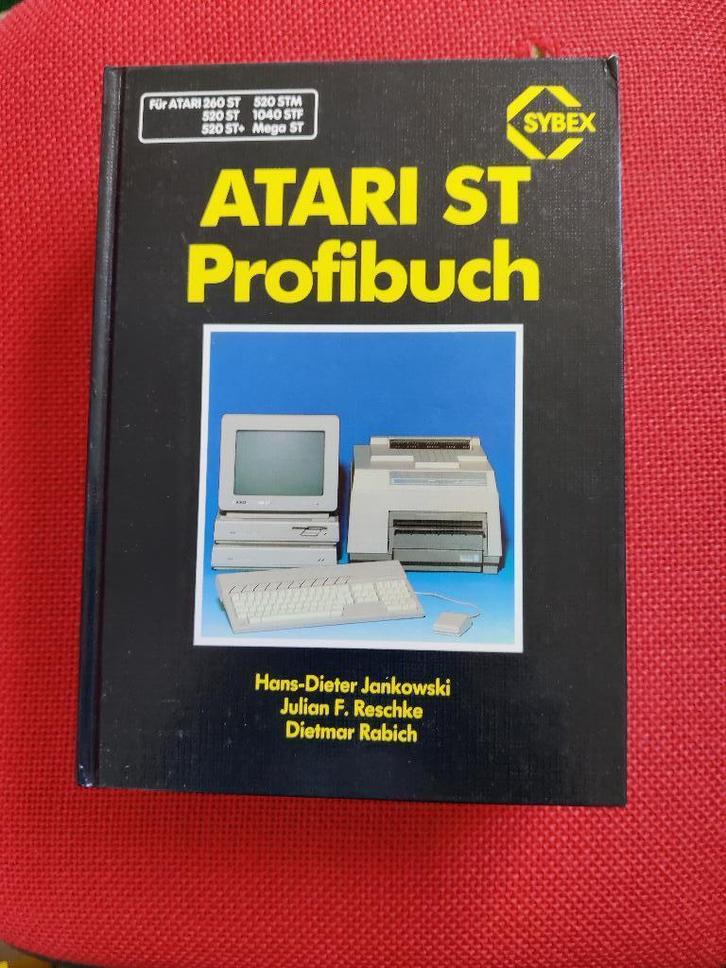 Für ATARI 260 ST 520 STM
520 ST 1040 STF
520 ST+ Mega ST
SYBEX
ATARI ST
Profibuch
Hans-Dieter Jankowski
Julian F. Reschke
Dietmar Rabich